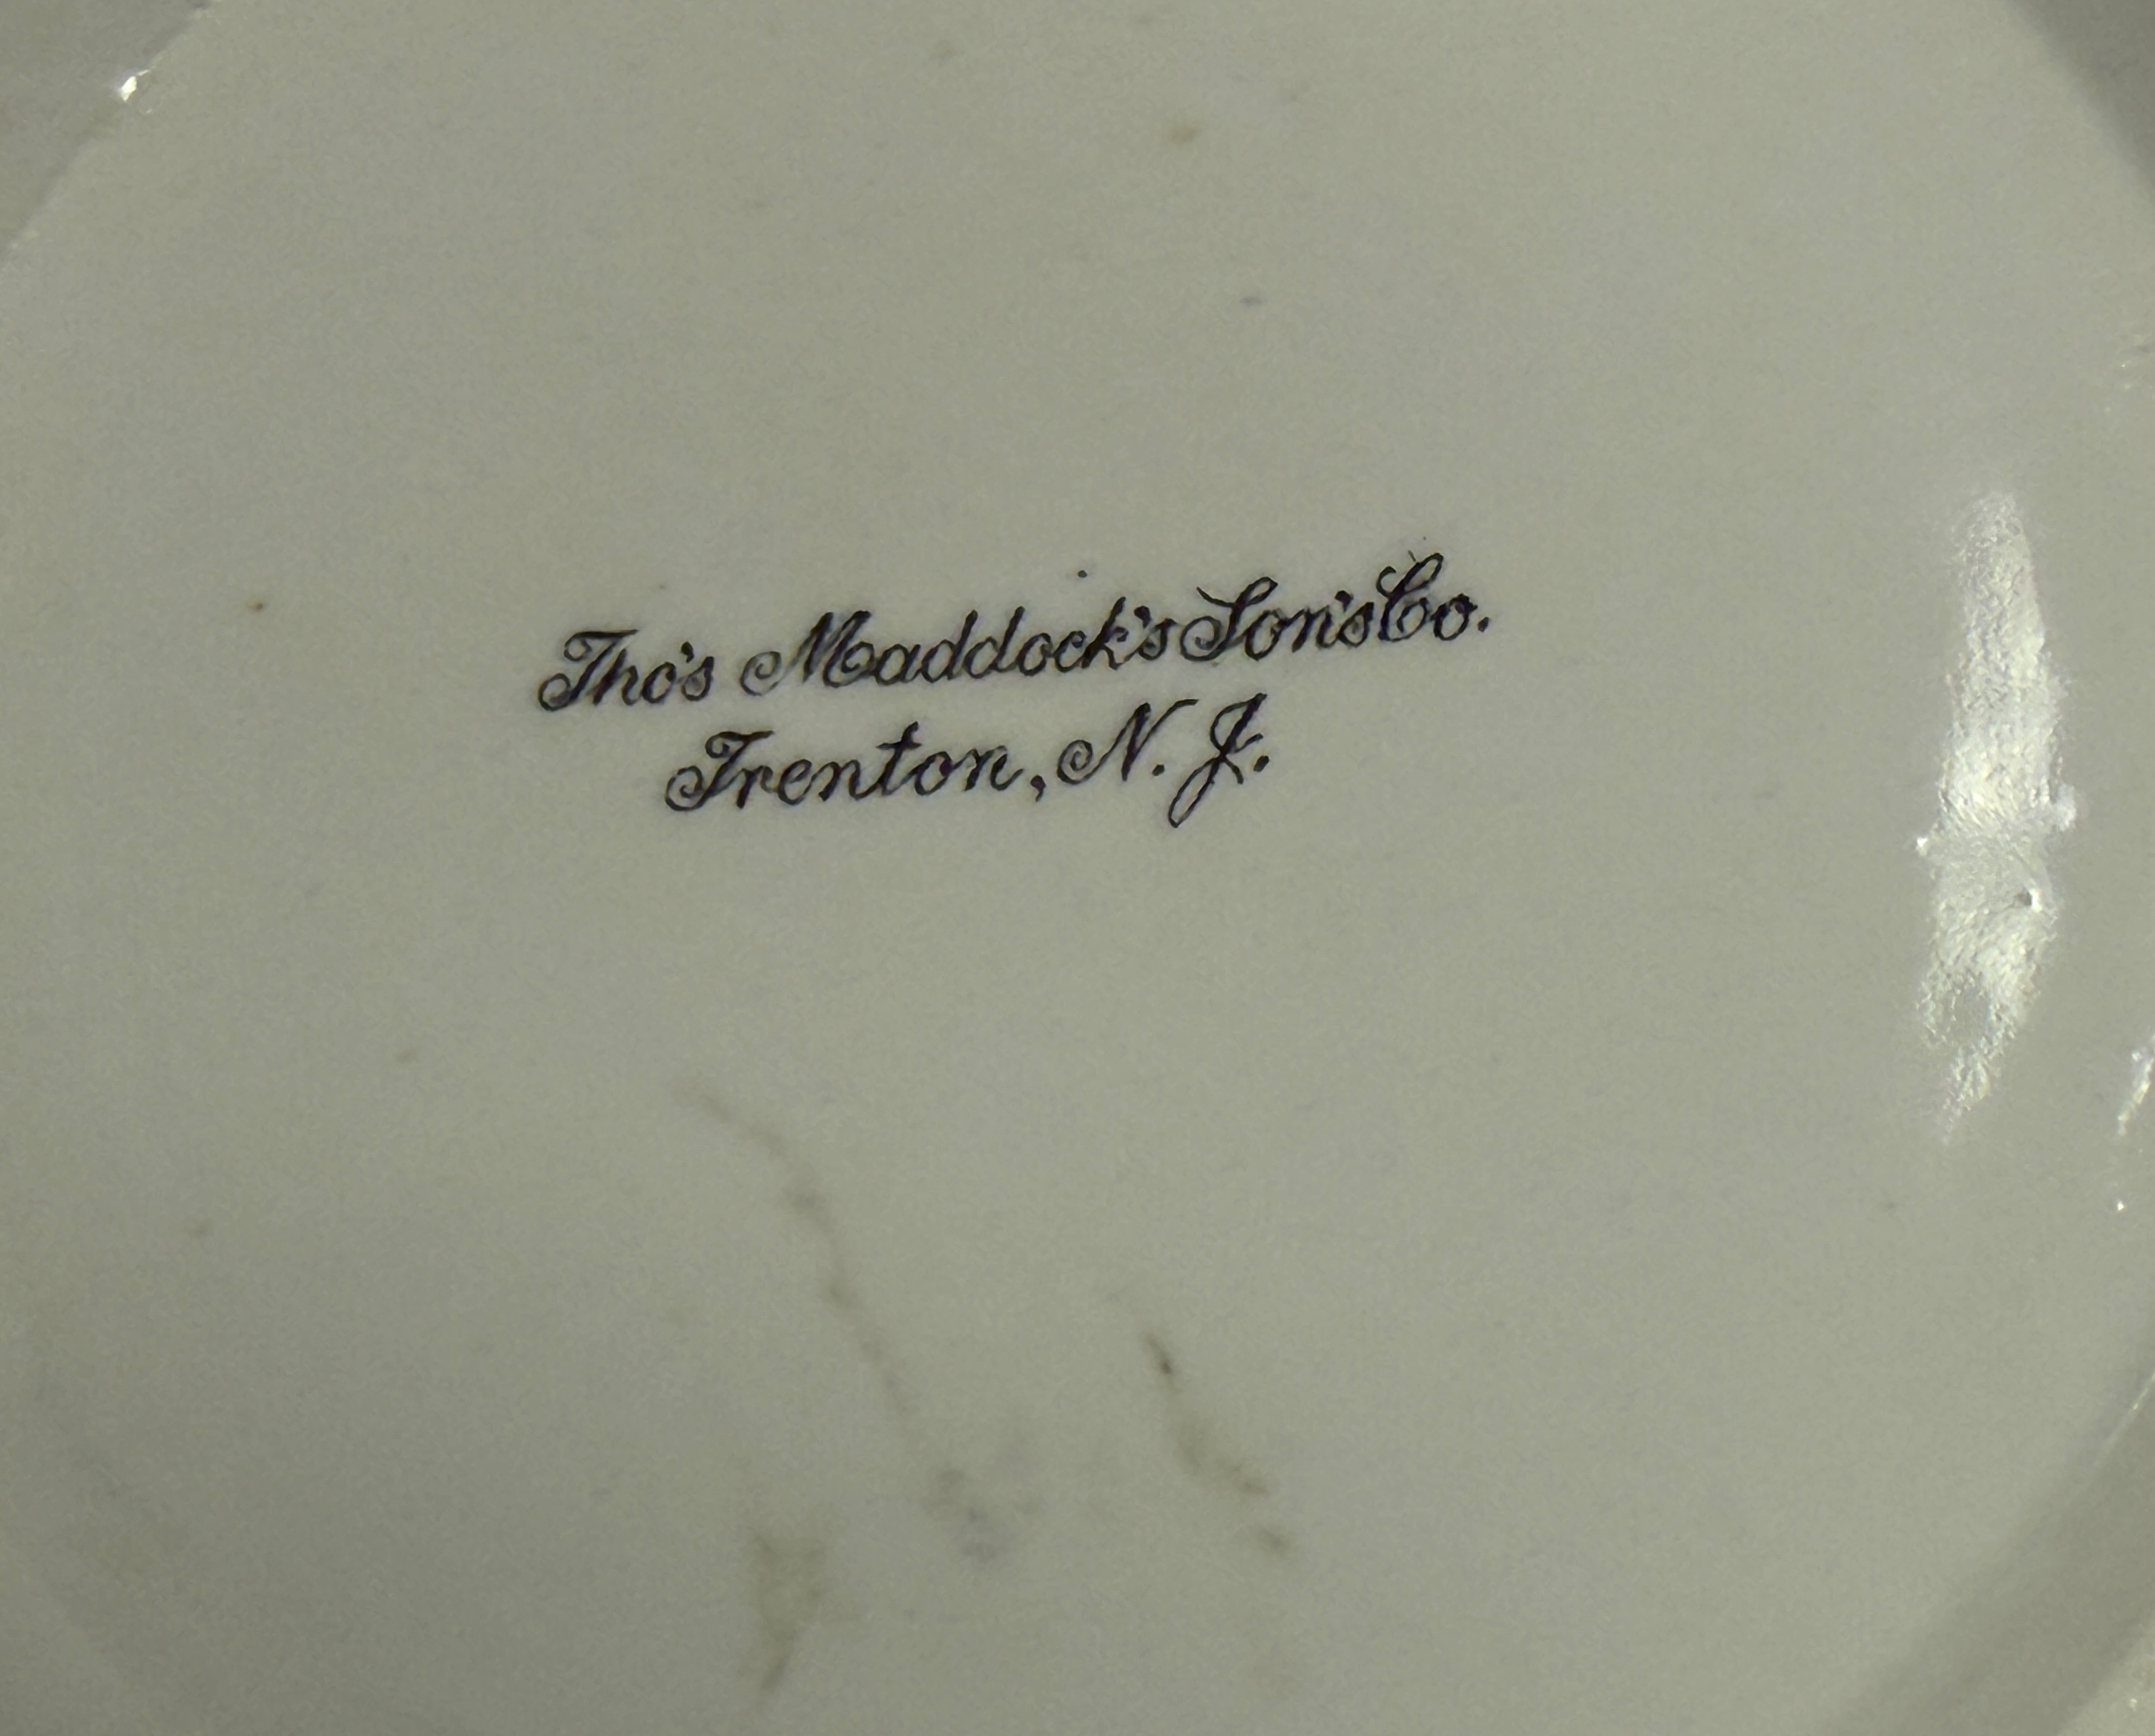 Tho's Maddock's Son's Co.
Trenton, N. J.